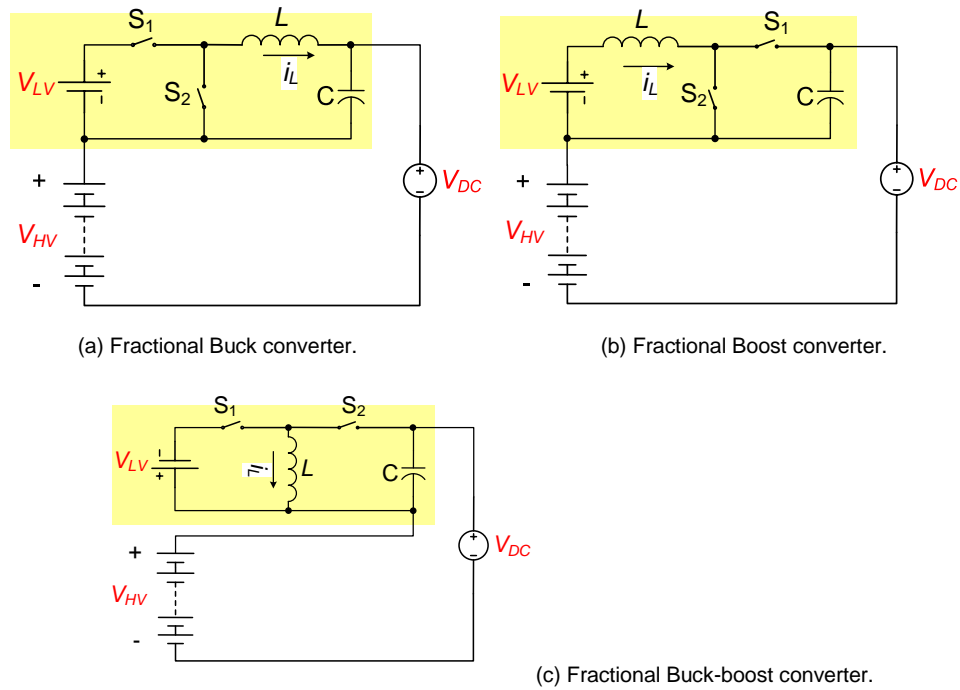 S1
L
VLV
+
-
iL
S2
C
+
VHV
-
+
-
VDC
(a) Fractional Buck converter.
L
S1
VLV
+
-
iL
S2
C
+
VHV
-
+
-
VDC
(b) Fractional Boost converter.
S1
S2
-
VLV
+
iL
L
C
+
VHV
-
+
-
VDC
(c) Fractional Buck-boost converter.